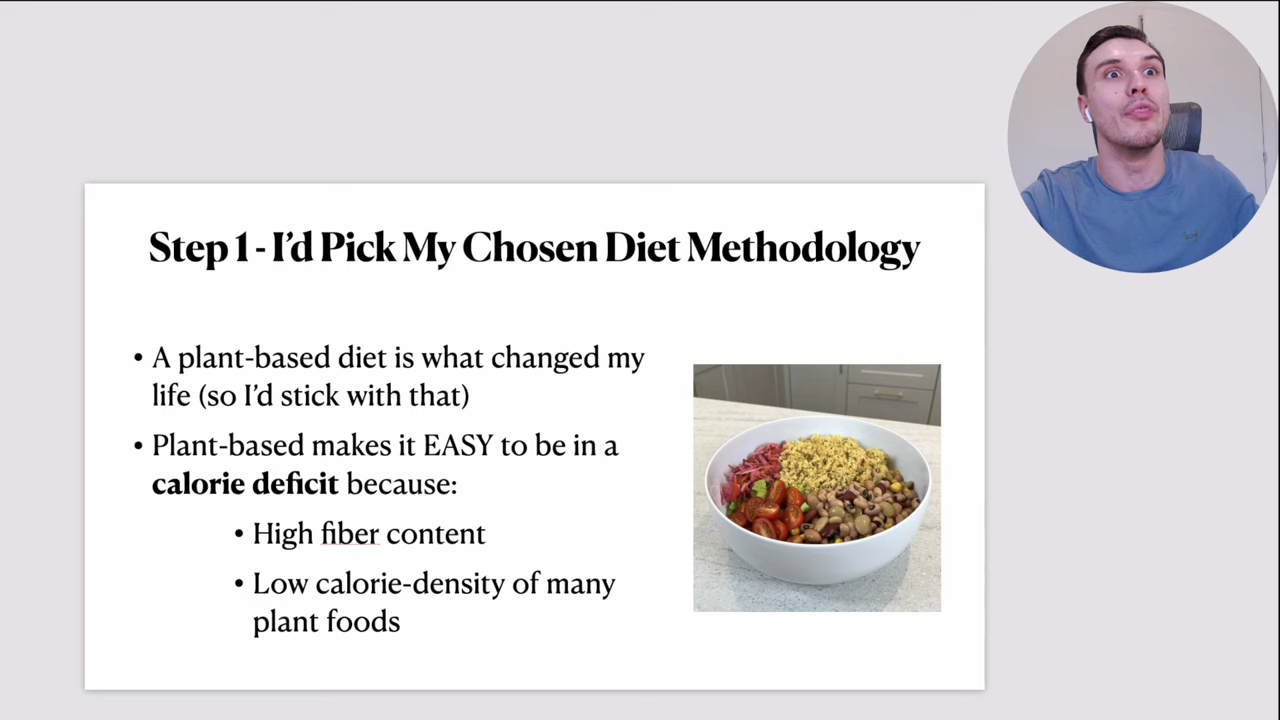 Step 1 - I’d Pick My Chosen Diet Methodology
• A plant-based diet is what changed my
life (so I’d stick with that)
• Plant-based makes it EASY to be in a
calorie deficit because:
• High fiber content
• Low calorie-density of many
plant foods